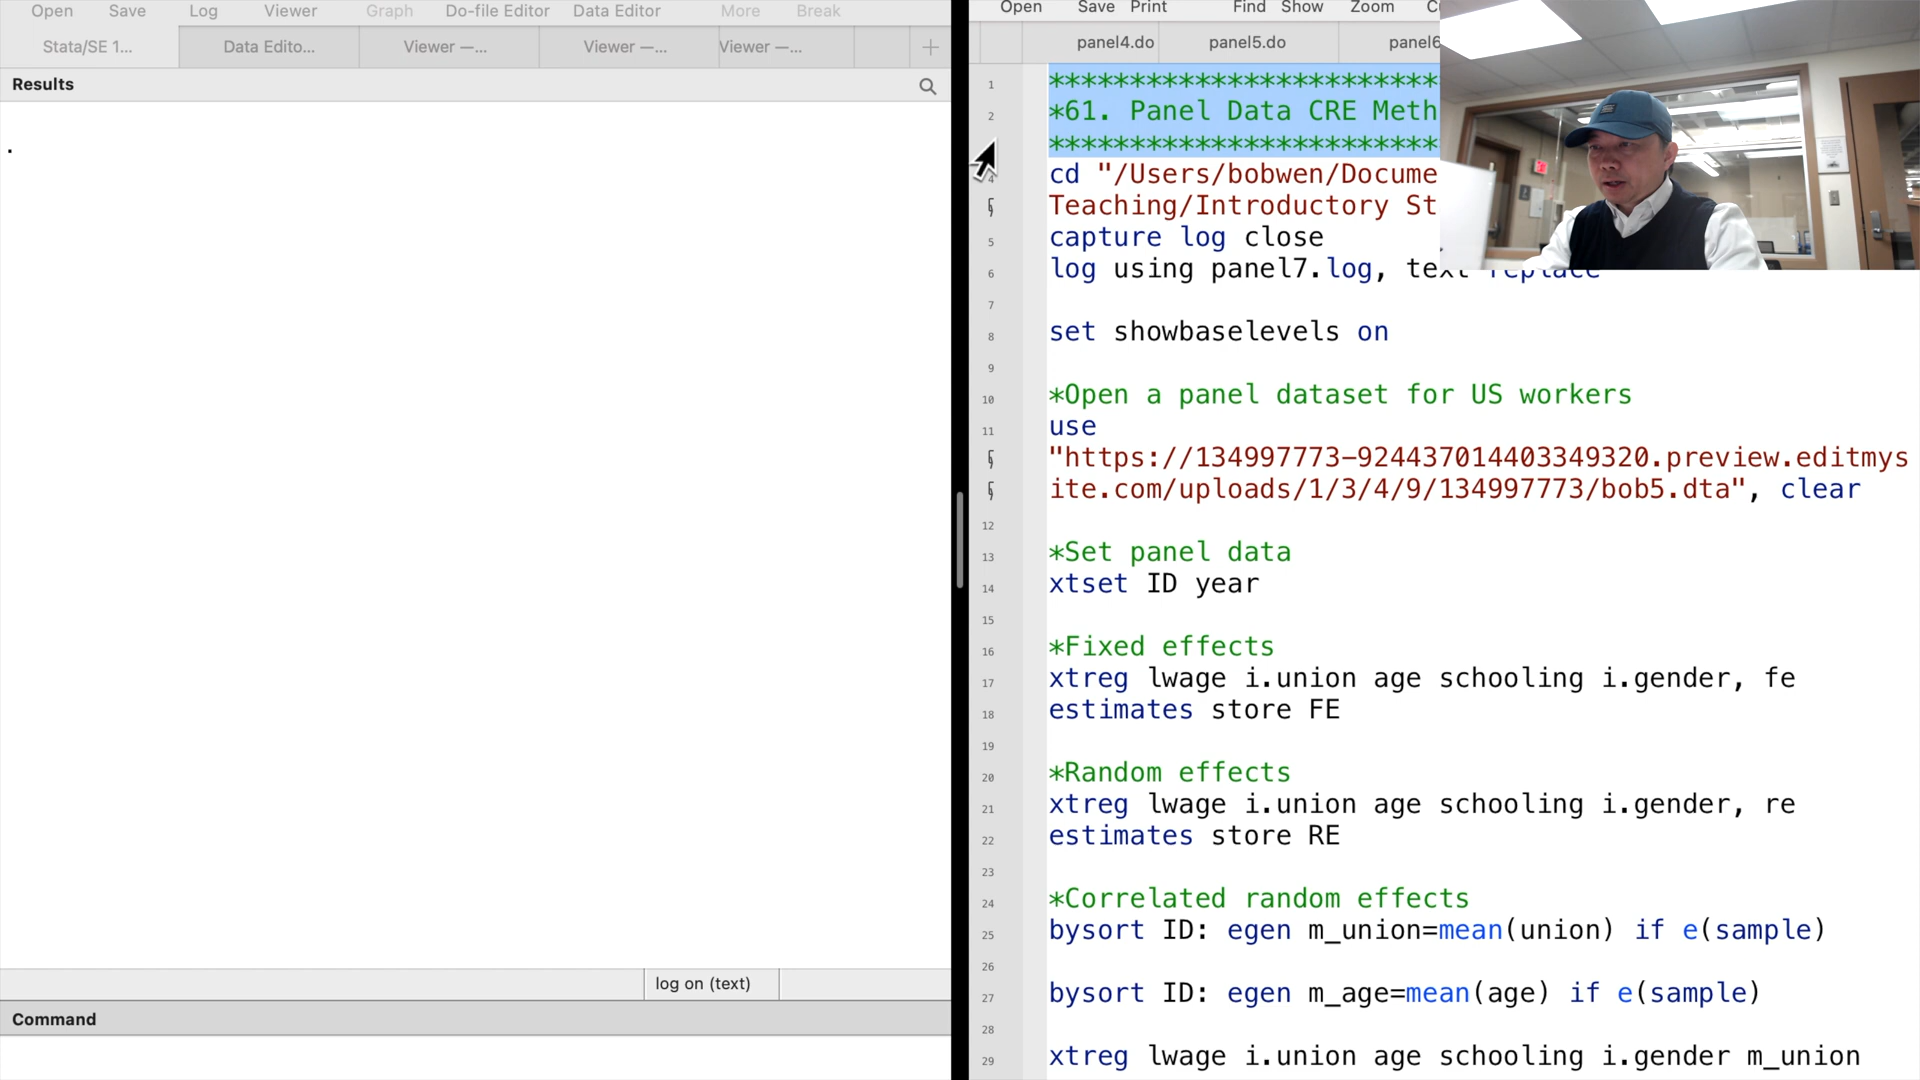 Open Save Log Viewer Graph Do-file Editor Data Editor More Break
Stata/SE 1... Data Edito... Viewer —... Viewer —... Viewer —... +
Results
.
log on (text)
Command
Open Save Print Find Show Zoom
panel4.do panel5.do panel6
1 ************************
2 *61. Panel Data CRE Meth
************************
4 cd "/Users/bobwen/Docume
Teaching/Introductory St
5 capture log close
6 log using panel7.log, text replace
7
8 set showbaselevels on
9
10 *Open a panel dataset for US workers
11 use
"https://134997773-924437014403349320.preview.editmys
ite.com/uploads/1/3/4/9/134997773/bob5.dta", clear
12
13 *Set panel data
14 xtset ID year
15
16 *Fixed effects
17 xtreg lwage i.union age schooling i.gender, fe
18 estimates store FE
19
20 *Random effects
21 xtreg lwage i.union age schooling i.gender, re
22 estimates store RE
23
24 *Correlated random effects
25 bysort ID: egen m_union=mean(union) if e(sample)
26
27 bysort ID: egen m_age=mean(age) if e(sample)
28
29 xtreg lwage i.union age schooling i.gender m_union